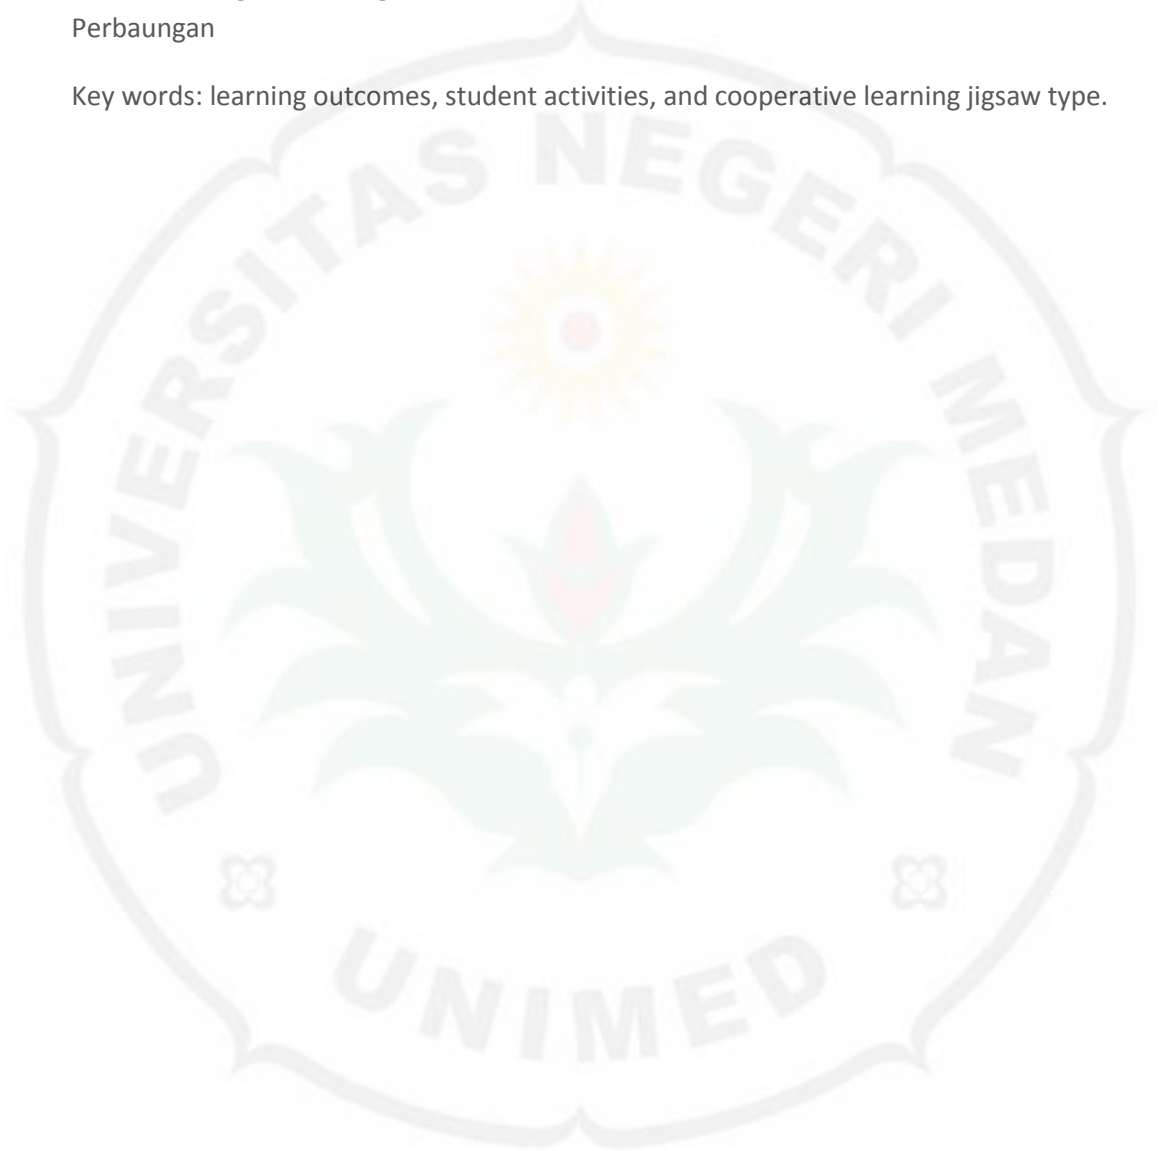 Perbaungan
Key words: learning outcomes, student activities, and cooperative learning jigsaw type.
UNIVERSITAS NEGERI MEDAN
UNIMED